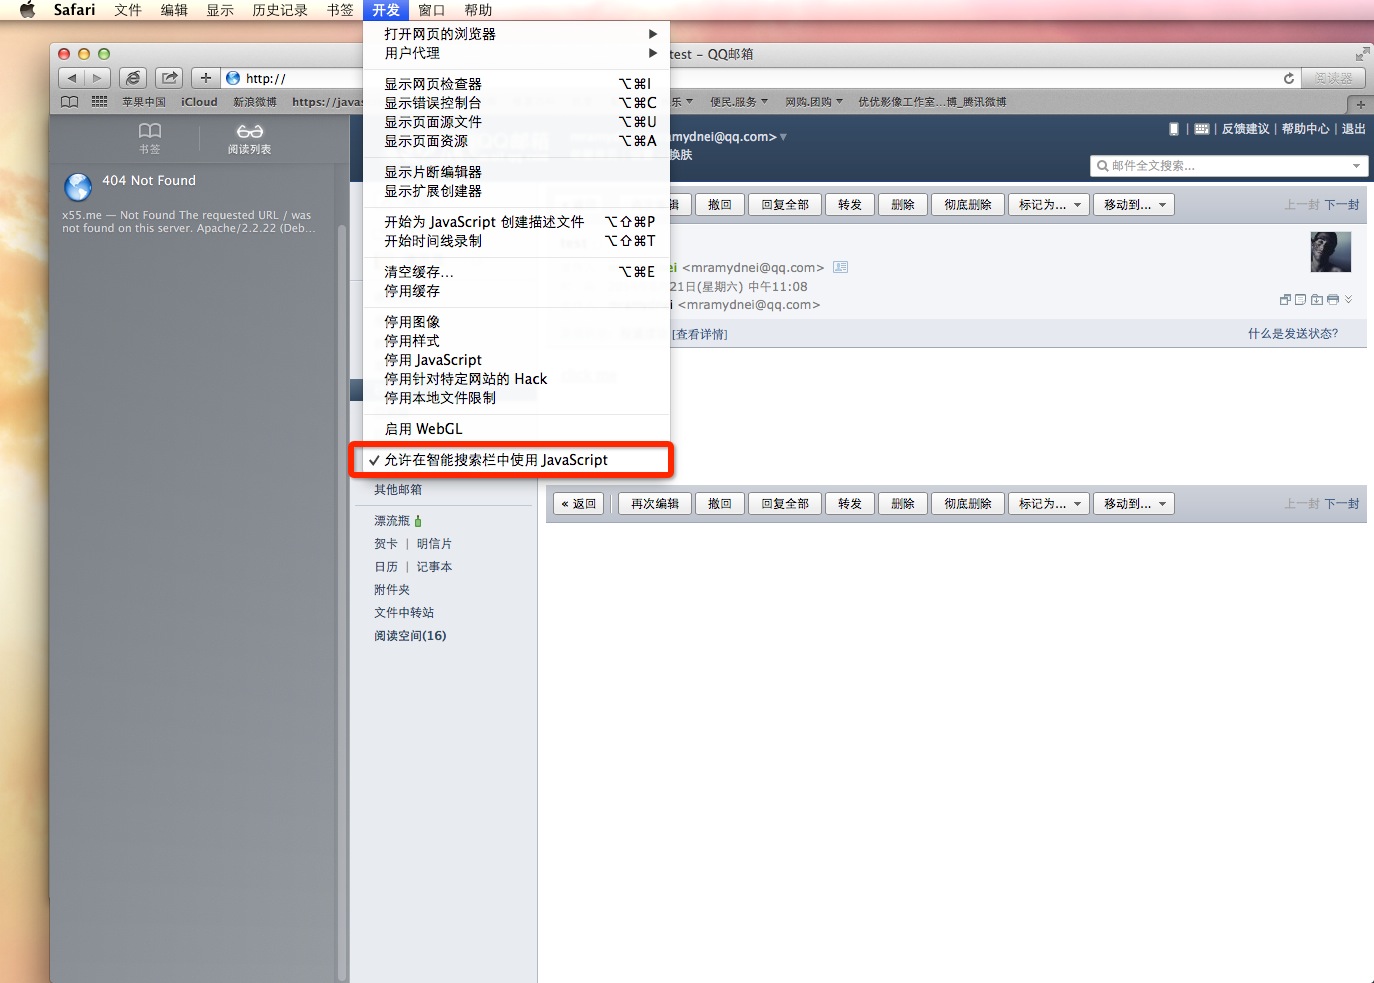 Safari 文件 编辑 显示 历史记录 书签 开发 窗口 帮助
test – QQ邮箱
http://
阅读器
苹果中国 iCloud 新浪微博 https://javas 乐 便民.服务 网购.团购 优优影像工作室...博_腾讯微博
打开网页的浏览器
用户代理
显示网页检查器 ⌥⌘I
显示错误控制台 ⌥⌘C
显示页面源文件 ⌥⌘U
显示页面资源 ⌥⌘A
显示片断编辑器
显示扩展创建器
开始为 JavaScript 创建描述文件 ⌥⇧⌘P
开始时间线录制 ⌥⇧⌘T
清空缓存... ⌥⌘E
停用缓存
停用图像
停用样式
停用 JavaScript
停用针对特定网站的 Hack
停用本地文件限制
启用 WebGL
✓ 允许在智能搜索栏中使用 JavaScript
书签 阅读列表
404 Not Found
x55.me — Not Found The requested URL / was
not found on this server. Apache/2.2.22 (Deb...
amydnei@qq.com>
换肤
反馈建议 | 帮助中心 | 退出
邮件全文搜索...
辑 撤回 回复全部 转发 删除 彻底删除 标记为... 移动到... 上一封 下一封
ei <mramydnei@qq.com>
21日(星期六) 中午11:08
i <mramydnei@qq.com>
[查看详情] 什么是发送状态?
« 返回 再次编辑 撤回 回复全部 转发 删除 彻底删除 标记为... 移动到... 上一封 下一封
其他邮箱
漂流瓶
贺卡 | 明信片
日历 | 记事本
附件夹
文件中转站
阅读空间(16)